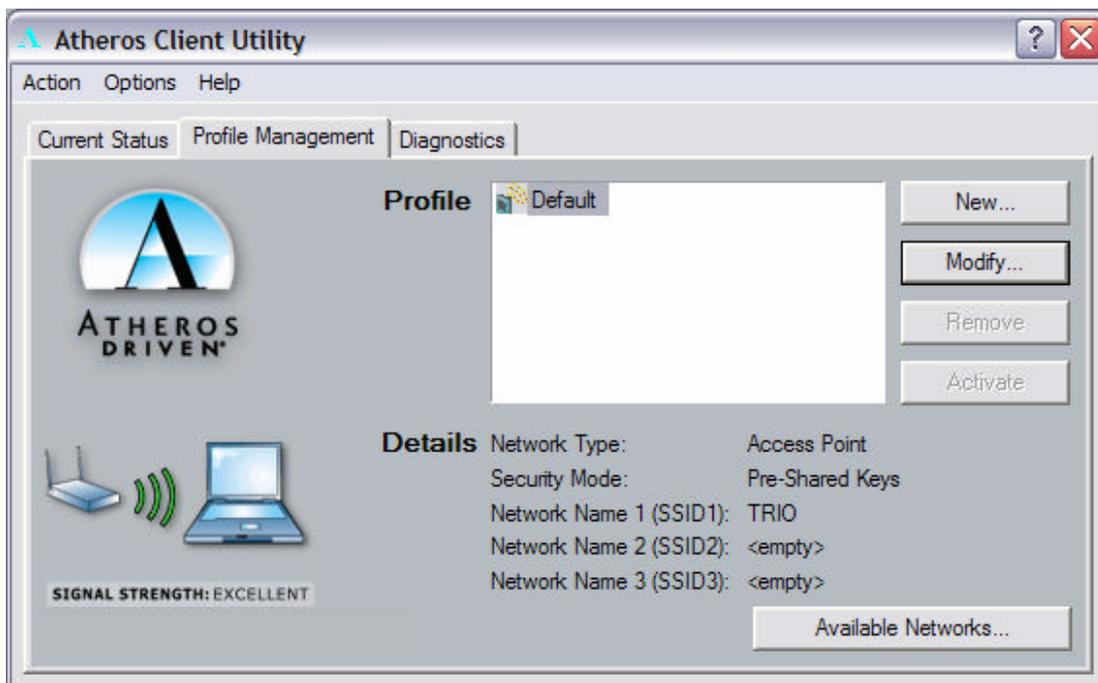 Atheros Client Utility
Action Options Help
Current Status Profile Management Diagnostics
A
ATHEROS
DRIVEN®
Profile
Default
New...
Modify...
Remove
Activate
Details
Network Type: Access Point
Security Mode: Pre-Shared Keys
Network Name 1 (SSID1): TRIO
Network Name 2 (SSID2): <empty>
Network Name 3 (SSID3): <empty>
SIGNAL STRENGTH: EXCELLENT
Available Networks...